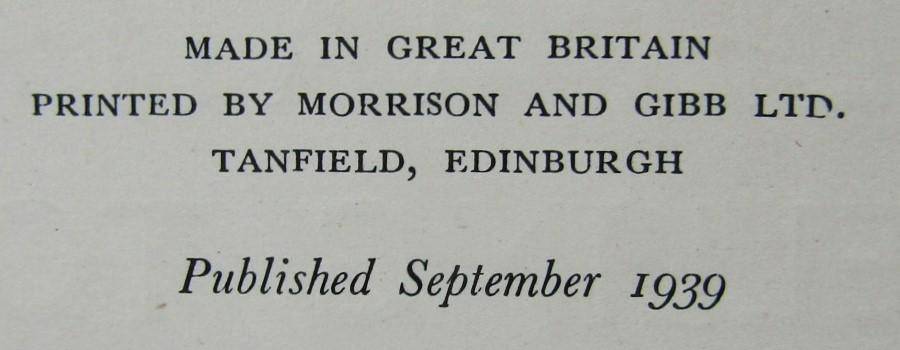 MADE IN GREAT BRITAIN
PRINTED BY MORRISON AND GIBB LTD.
TANFIELD, EDINBURGH
Published September 1939